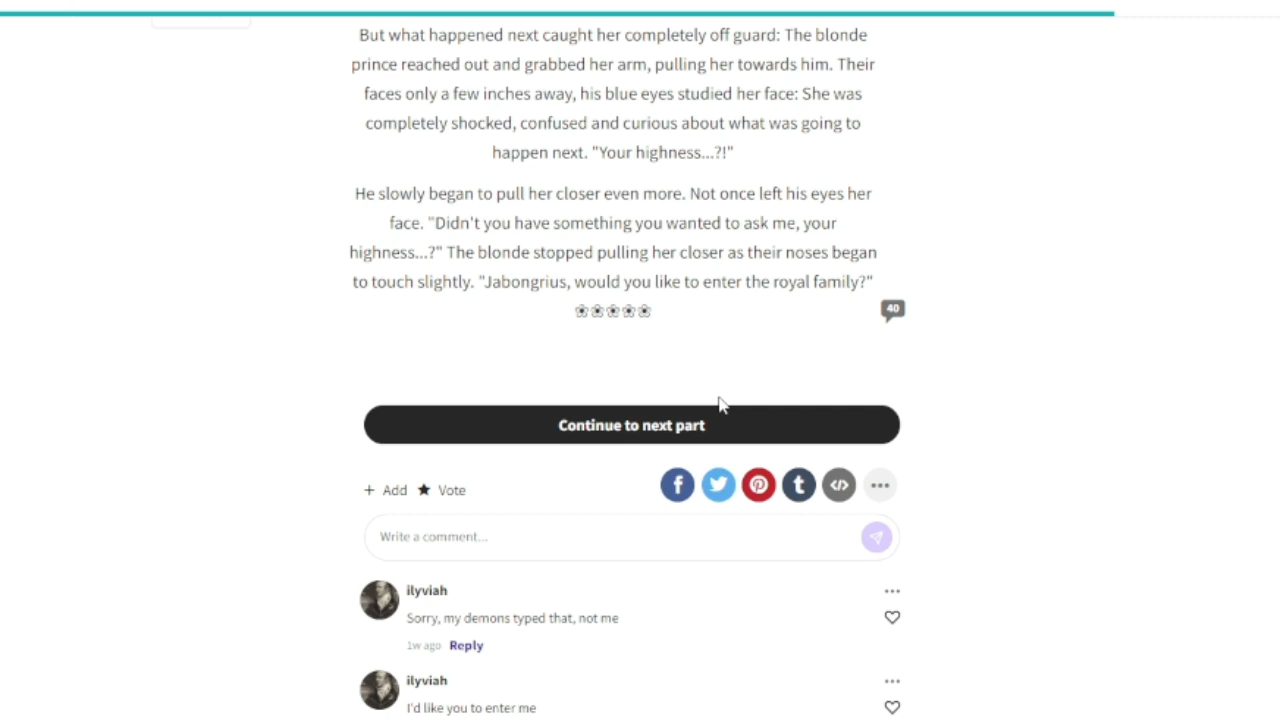 But what happened next caught her completely off guard: The blonde
prince reached out and grabbed her arm, pulling her towards him. Their
faces only a few inches away, his blue eyes studied her face: She was
completely shocked, confused and curious about what was going to
happen next. "Your highness...?!"
He slowly began to pull her closer even more. Not once left his eyes her
face. "Didn't you have something you wanted to ask me, your
highness...?" The blonde stopped pulling her closer as their noses began
to touch slightly. "Jabongrius, would you like to enter the royal family?"
❀❀❀❀❀
40
Continue to next part
+ Add ★ Vote
Write a comment...
ilyviah
Sorry, my demons typed that, not me
1w ago Reply
ilyviah
I'd like you to enter me